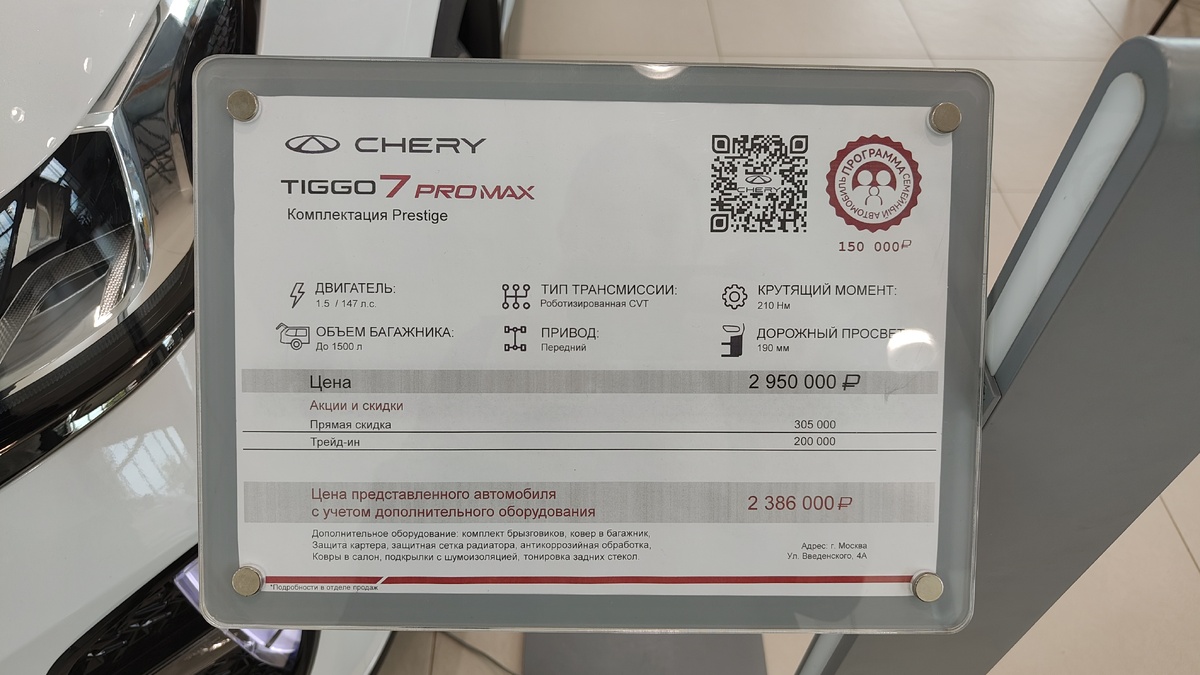 CHERY
TIGGO 7 PRO MAX
Комплектация Prestige
CHERY
ПРОГРАММА
СЕМЕЙНЫЙ АВТОМОБИЛЬ
150 000₽
ДВИГАТЕЛЬ:
1.5 / 147 л.с.
ТИП ТРАНСМИССИИ:
Роботизированная CVT
КРУТЯЩИЙ МОМЕНТ:
210 Нм
ОБЪЕМ БАГАЖНИКА:
До 1500 л
ПРИВОД:
Передний
ДОРОЖНЫЙ ПРОСВЕТ
190 мм
Цена 2 950 000 ₽
Акции и скидки
Прямая скидка 305 000
Трейд-ин 200 000
Цена представленного автомобиля
с учетом дополнительного оборудования 2 386 000 ₽
Дополнительное оборудование: комплект брызговиков, ковер в багажник,
Защита картера, защитная сетка радиатора, антикоррозийная обработка,
Ковры в салон, подкрылки с шумоизоляцией, тонировка задних стекол.
Адрес: г. Москва
Ул. Введенского, 4А
*Подробности в отделе продаж